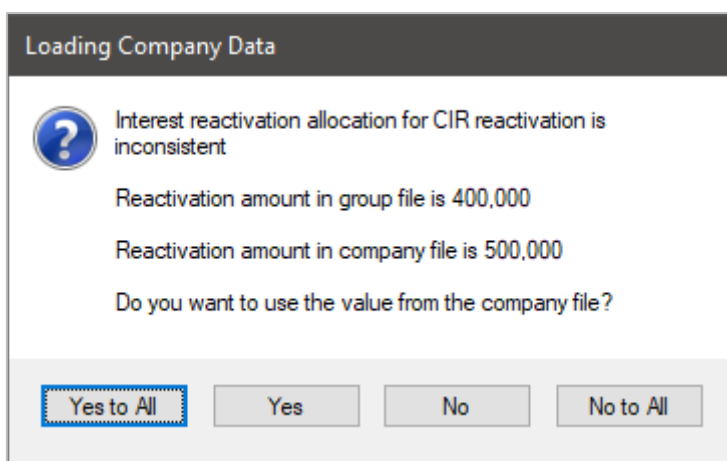 Loading Company Data
Interest reactivation allocation for CIR reactivation is
inconsistent
Reactivation amount in group file is 400,000
Reactivation amount in company file is 500,000
Do you want to use the value from the company file?
Yes to All
Yes
No
No to All